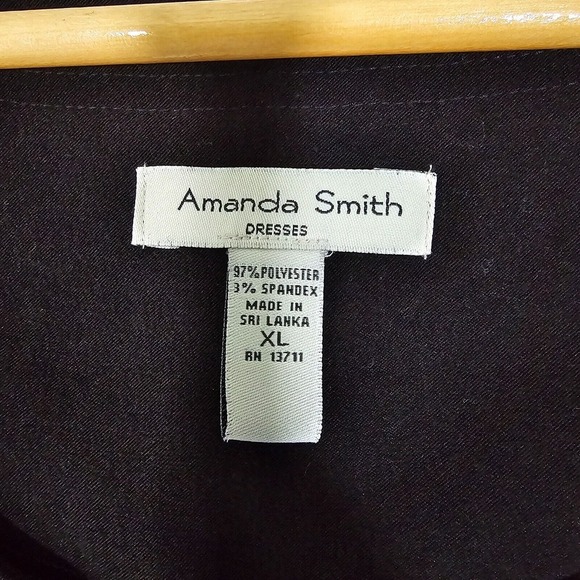 Amanda Smith
DRESSES
97% POLYESTER
3% SPANDEX
MADE IN
SRI LANKA
XL
RN 13711